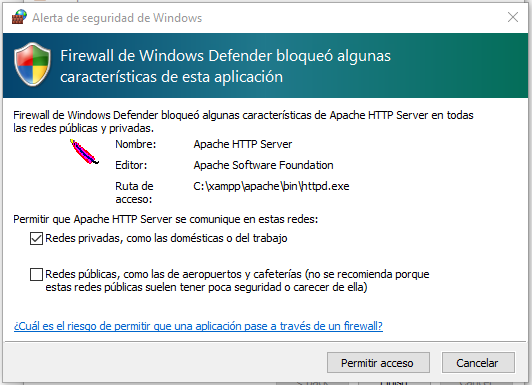 Alerta de seguridad de Windows
Firewall de Windows Defender bloqueó algunas
características de esta aplicación
Firewall de Windows Defender bloqueó algunas características de Apache HTTP Server en todas
las redes públicas y privadas.
Nombre: Apache HTTP Server
Editor: Apache Software Foundation
Ruta de
acceso: C:\xampp\apache\bin\httpd.exe
Permitir que Apache HTTP Server se comunique en estas redes:
Redes privadas, como las domésticas o del trabajo
Redes públicas, como las de aeropuertos y cafeterías (no se recomienda porque
estas redes públicas suelen tener poca seguridad o carecer de ella)
¿Cuál es el riesgo de permitir que una aplicación pase a través de un firewall?
Permitir acceso Cancelar